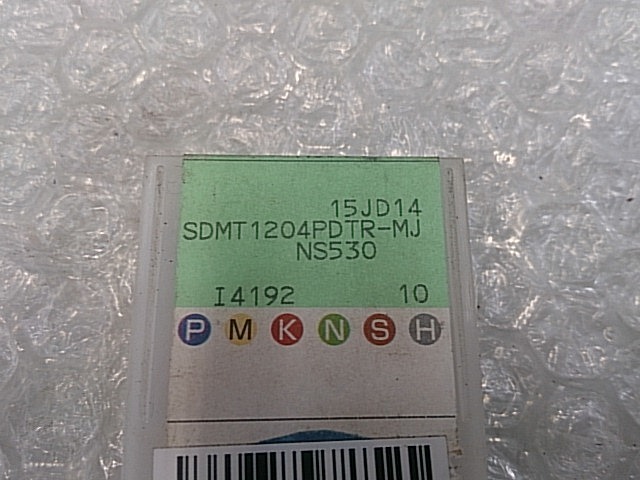 15JD14
SDMT1204PDTR-MJ
NS530
I4192 10
P M K N S H